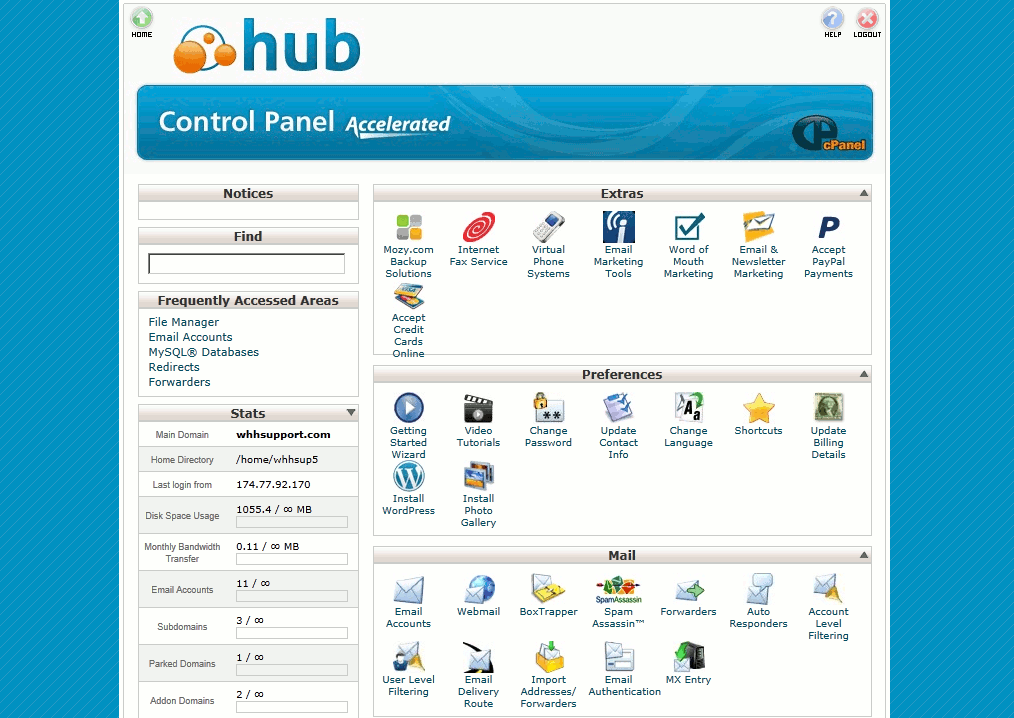 HOME
hub
HELP
LOGOUT
Control Panel Accelerated
cPanel
Notices
Find
Frequently Accessed Areas
File Manager
Email Accounts
MySQL® Databases
Redirects
Forwarders
Stats
Main Domain whhsupport.com
Home Directory /home/whhsup5
Last login from 174.77.92.170
Disk Space Usage 1055.4 / ∞ MB
Monthly Bandwidth
Transfer
0.11 / ∞ MB
Email Accounts 11 / ∞
Subdomains 3 / ∞
Parked Domains 1 / ∞
Addon Domains 2 / ∞
Extras
Mozy.com
Backup
Solutions
Internet
Fax Service
Virtual
Phone
Systems
Email
Marketing
Tools
Word of
Mouth
Marketing
Email &
Newsletter
Marketing
Accept
PayPal
Payments
Accept
Credit
Cards
Online
Preferences
Getting
Started
Wizard
Video
Tutorials
**
Change
Password
Update
Contact
Info
Aa
Change
Language
Shortcuts
Update
Billing
Details
Install
WordPress
Install
Photo
Gallery
Mail
Email
Accounts
Webmail
BoxTrapper
SpamAssassin
Spam
Assassin™
Forwarders
Auto
Responders
Account
Level
Filtering
User Level
Filtering
Email
Delivery
Route
Import
Addresses/
Forwarders
Email
Authentication
MX Entry